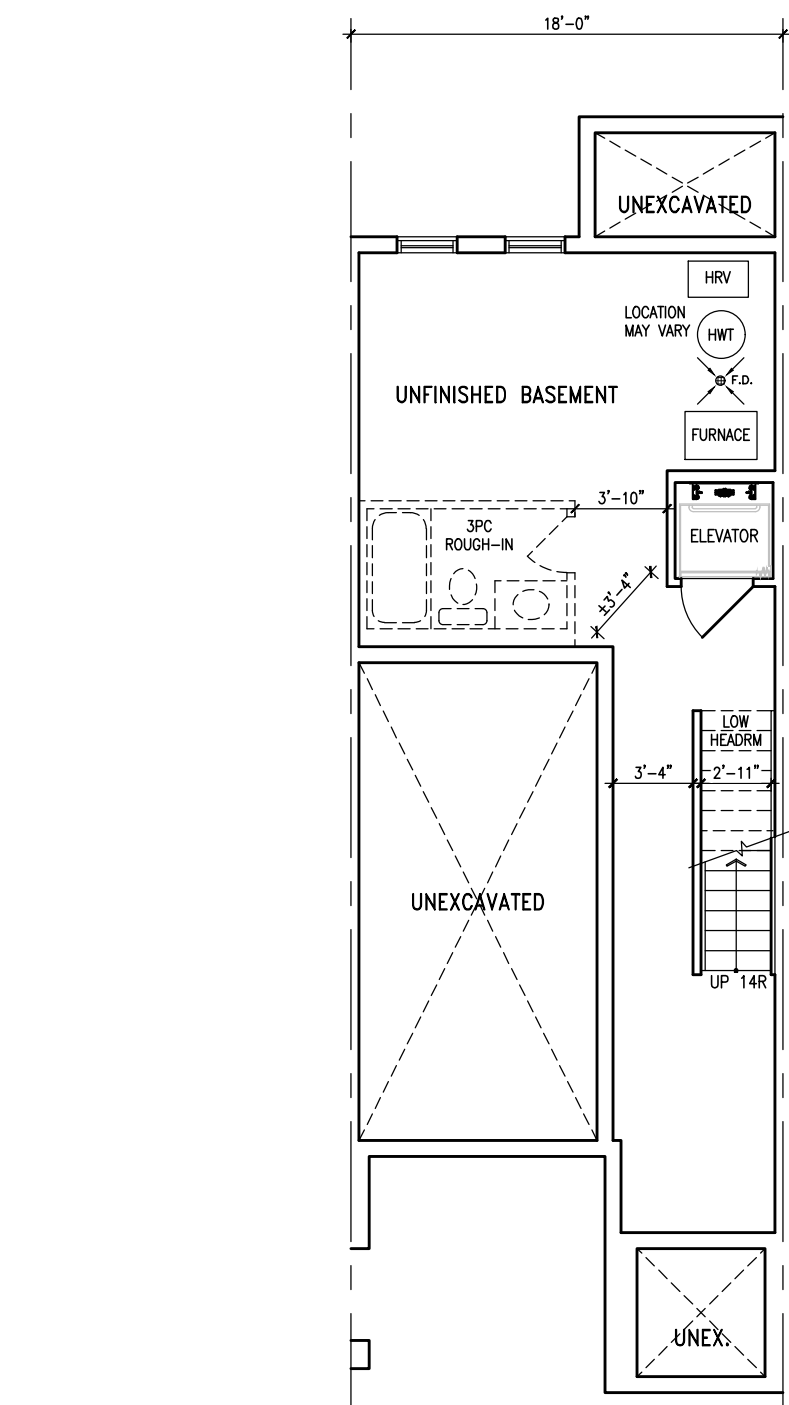 18'-0"
UNEXCAVATED
HRV
LOCATION
MAY VARY
HWT
F.D.
UNFINISHED BASEMENT
FURNACE
3'-10"
3PC
ROUGH-IN
ELEVATOR
±3'-4"
LOW
HEADRM
3'-4"
2'-11"
UNEXCAVATED
UP 14R
UNEX.